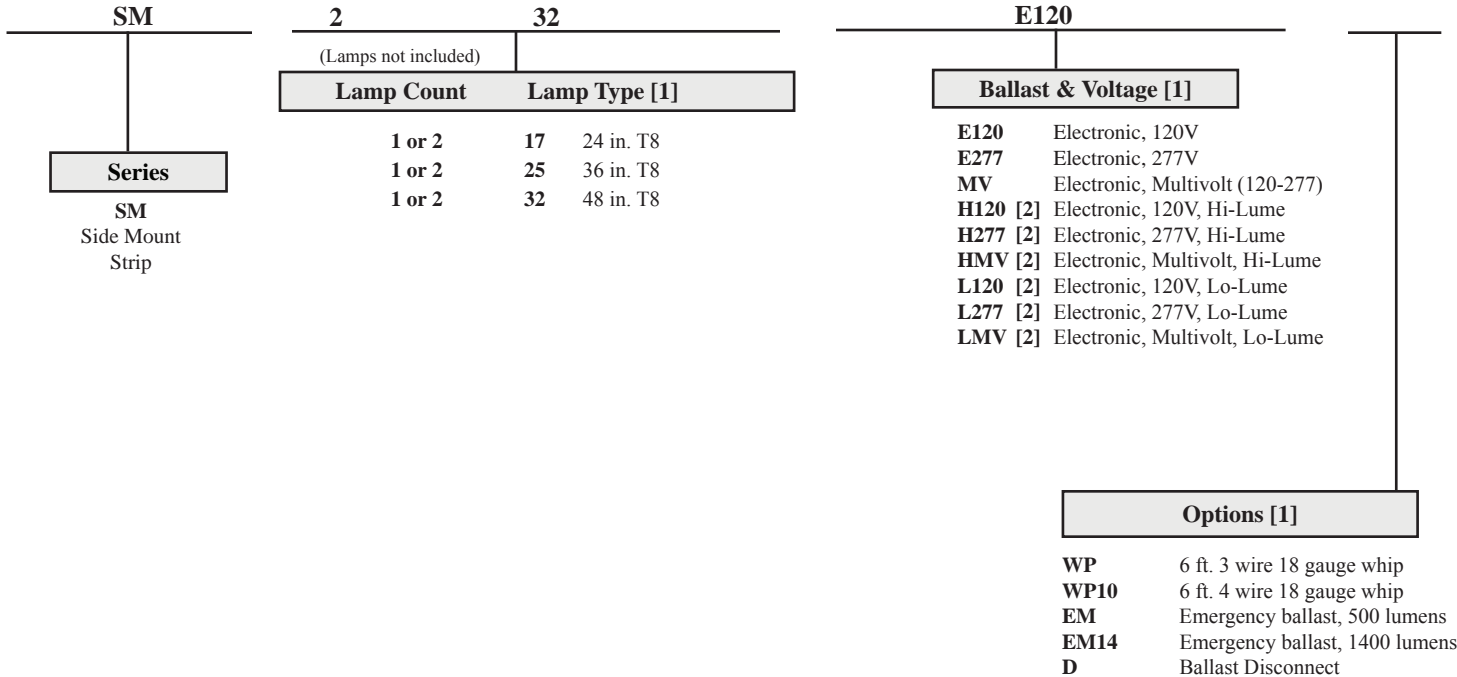 SM 2 32 E120
(Lamps not included)
Lamp Count Lamp Type [1]
1 or 2 17 24 in. T8
1 or 2 25 36 in. T8
1 or 2 32 48 in. T8
Series
SM
Side Mount
Strip
Ballast & Voltage [1]
E120 Electronic, 120V
E277 Electronic, 277V
MV Electronic, Multivolt (120-277)
H120 [2] Electronic, 120V, Hi-Lume
H277 [2] Electronic, 277V, Hi-Lume
HMV [2] Electronic, Multivolt, Hi-Lume
L120 [2] Electronic, 120V, Lo-Lume
L277 [2] Electronic, 277V, Lo-Lume
LMV [2] Electronic, Multivolt, Lo-Lume
Options [1]
WP 6 ft. 3 wire 18 gauge whip
WP10 6 ft. 4 wire 18 gauge whip
EM Emergency ballast, 500 lumens
EM14 Emergency ballast, 1400 lumens
D Ballast Disconnect